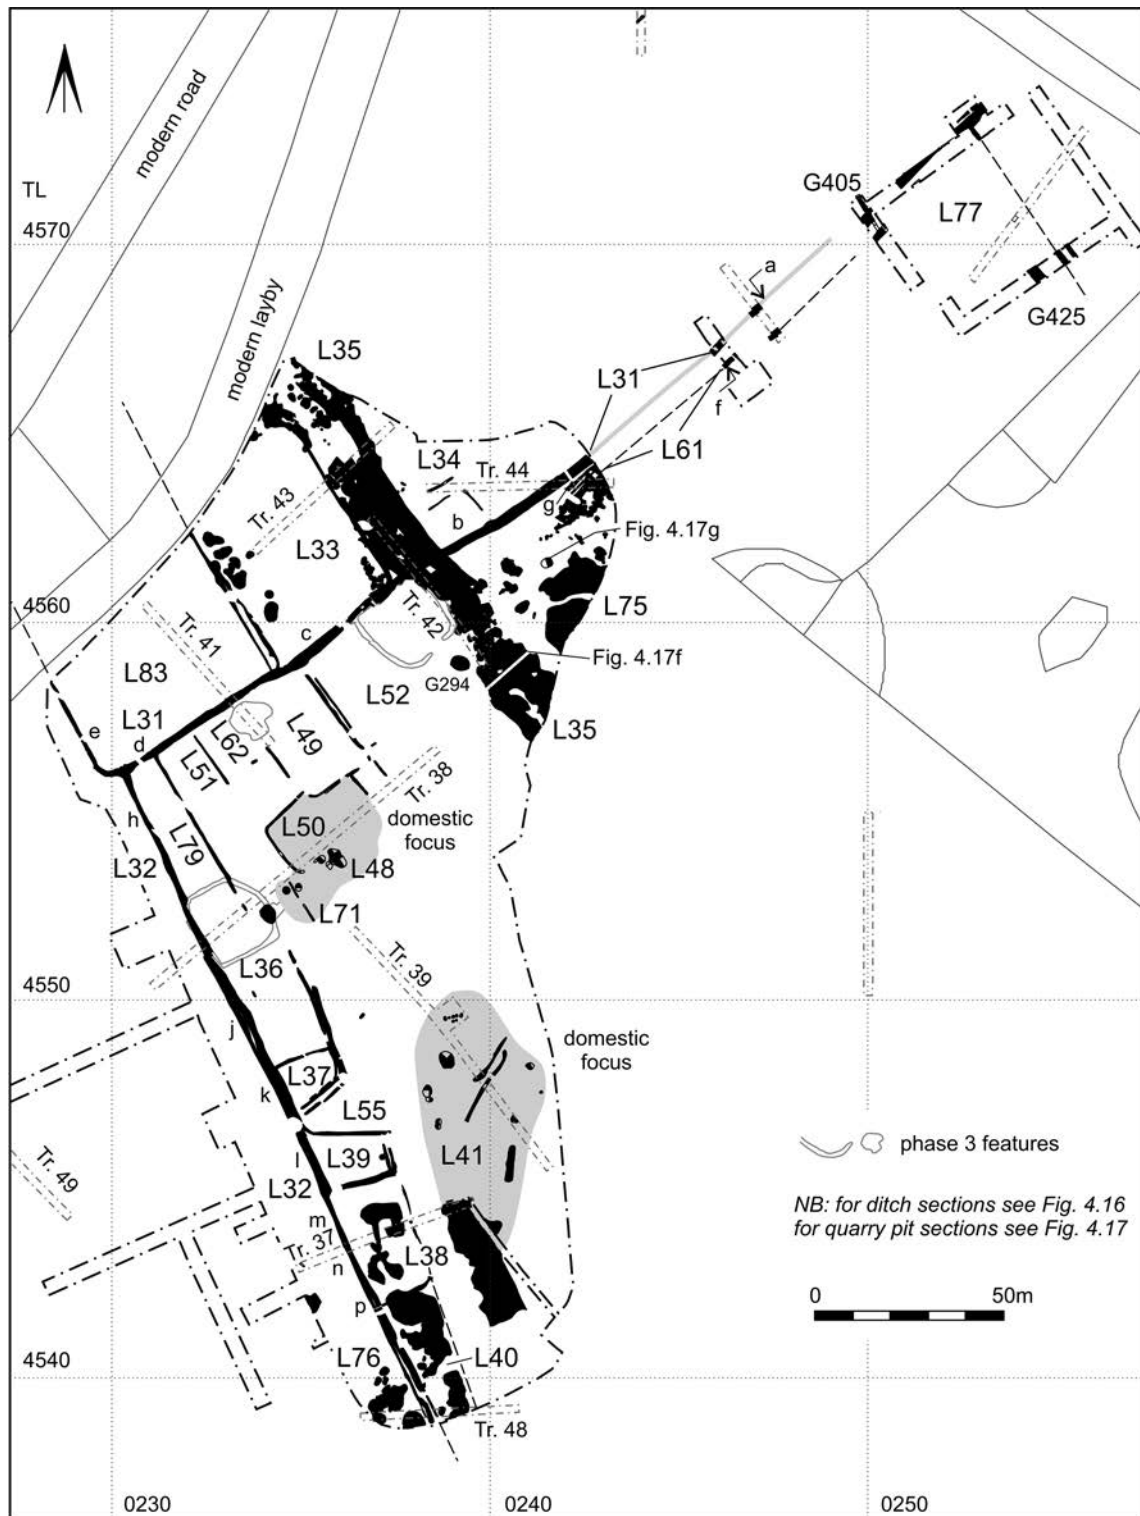 modern road
TL
4570
modern layby
G405
L77
a
G425
L35
L31
f
L61
L34
Tr. 44
g
b
Tr. 43
Fig. 4.17g
L33
L75
4560
Tr. 42
Tr. 41
c
Fig. 4.17f
G294
L52
L83
L35
L31
e
d
L62
L49
L51
Tr. 38
h
domestic
focus
L50
L79
L32
L48
L71
Tr. 39
L36
4550
j
domestic
focus
L37
k
L55
phase 3 features
l
L39
L41
Tr. 49
L32
NB: for ditch sections see Fig. 4.16
for quarry pit sections see Fig. 4.17
m
Tr. 37
L38
n
0
50m
p
L76
L40
4540
Tr. 48
0230
0240
0250